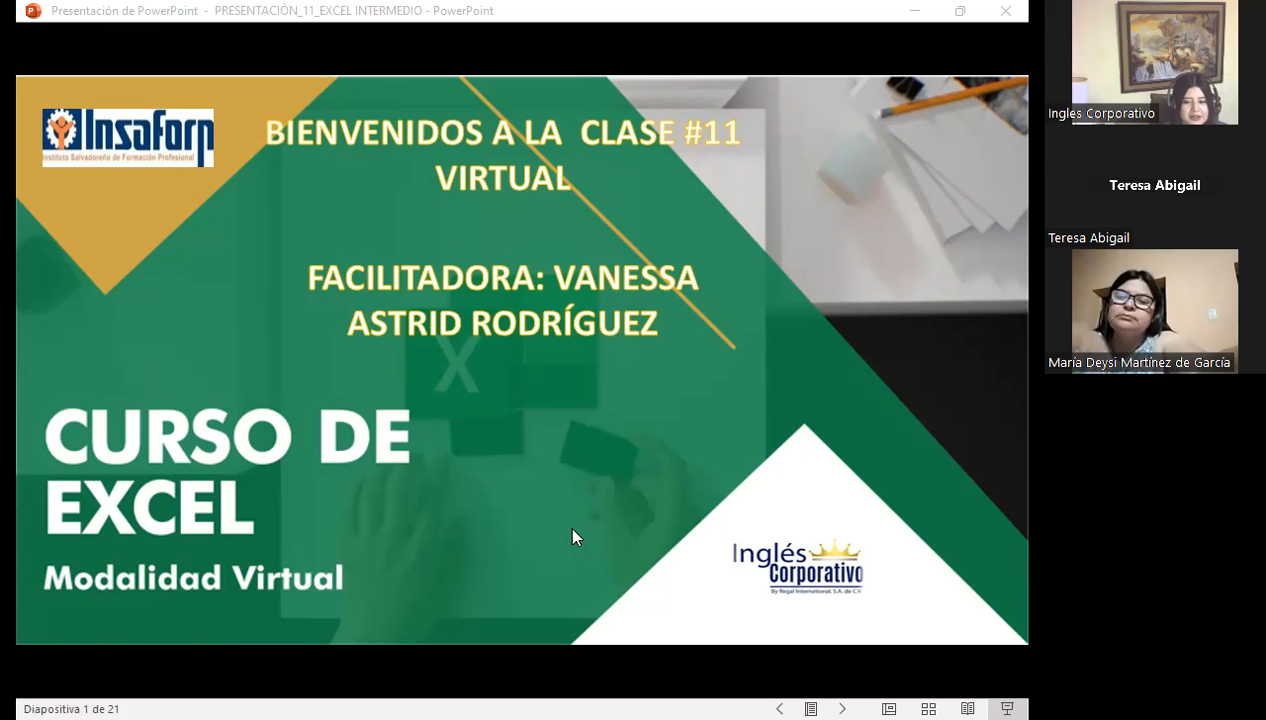 Presentación de PowerPoint - PRESENTACIÓN_11_EXCEL INTERMEDIO - PowerPoint
Insaforp
Instituto Salvadoreño de Formación Profesional
BIENVENIDOS A LA CLASE #11
VIRTUAL
FACILITADORA: VANESSA
ASTRID RODRÍGUEZ
X
CURSO DE
EXCEL
Modalidad Virtual
Inglés
Corporativo
By Regal International, S.A. de C.V
Diapositiva 1 de 21
Ingles Corporativo
Teresa Abigail
Teresa Abigail
María Deysi Martínez de García